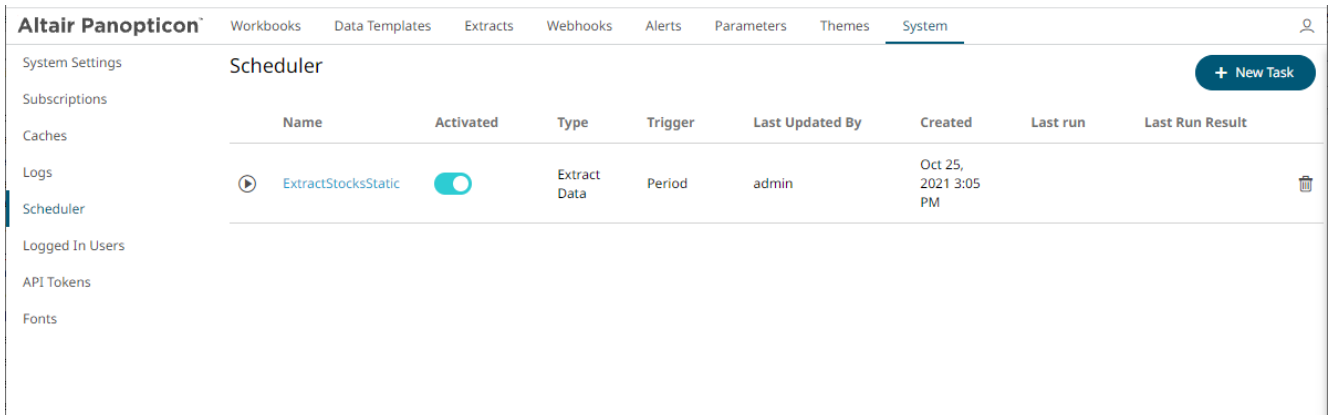 Altair Panopticon™ Workbooks Data Templates Extracts Webhooks Alerts Parameters Themes System
System Settings
Subscriptions
Caches
Logs
Scheduler
Logged In Users
API Tokens
Fonts
Scheduler
+ New Task
Name Activated Type Trigger Last Updated By Created Last run Last Run Result
ExtractStocksStatic Extract Data Period admin Oct 25, 2021 3:05 PM